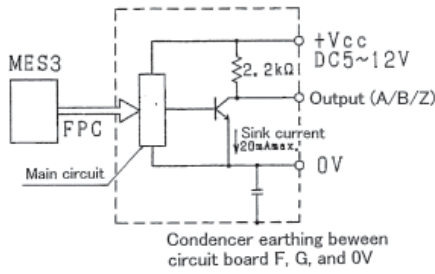 MES3
FPC
Main circuit
2.2kΩ
+Vcc
DC5~12V
Output (A/B/Z)
Sink current
20mAmax.
0V
Condencer earthing beween
circuit board F, G, and 0V